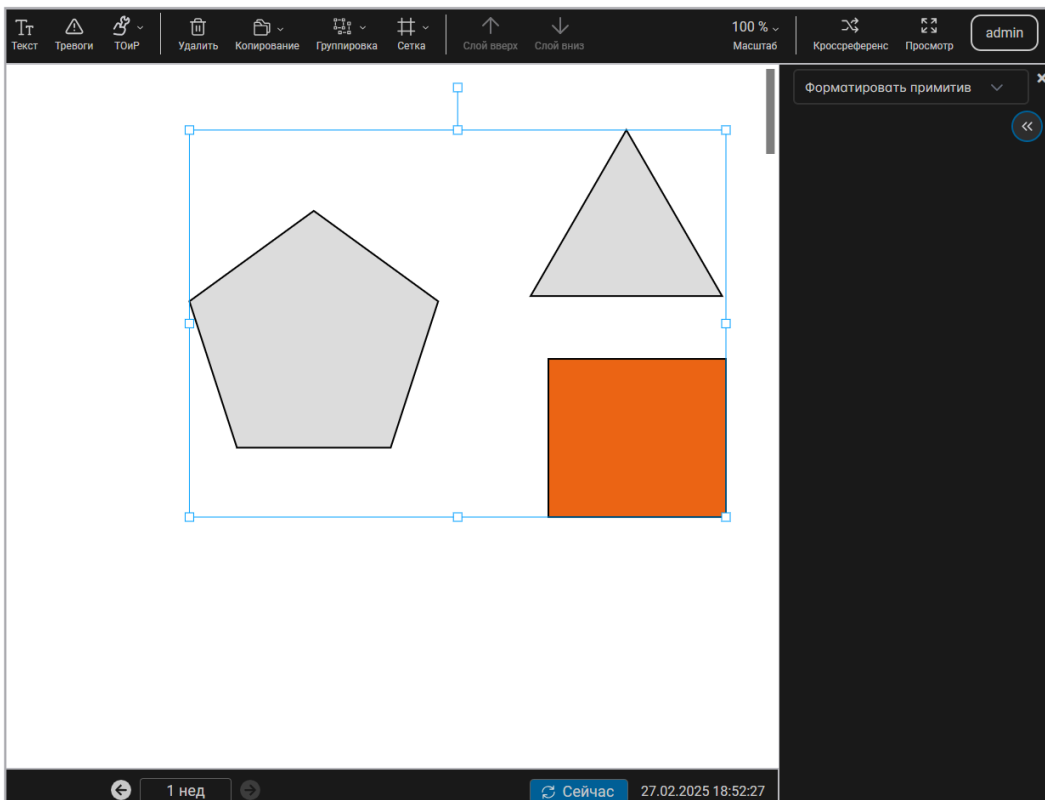 Тт
100 %
Текст Тревоги ТОиР Удалить Копирование Группировка Сетка Слой вверх Слой вниз Масштаб Кроссреференс Просмотр admin
Форматировать примитив
1 нед Сейчас 27.02.2025 18:52:27